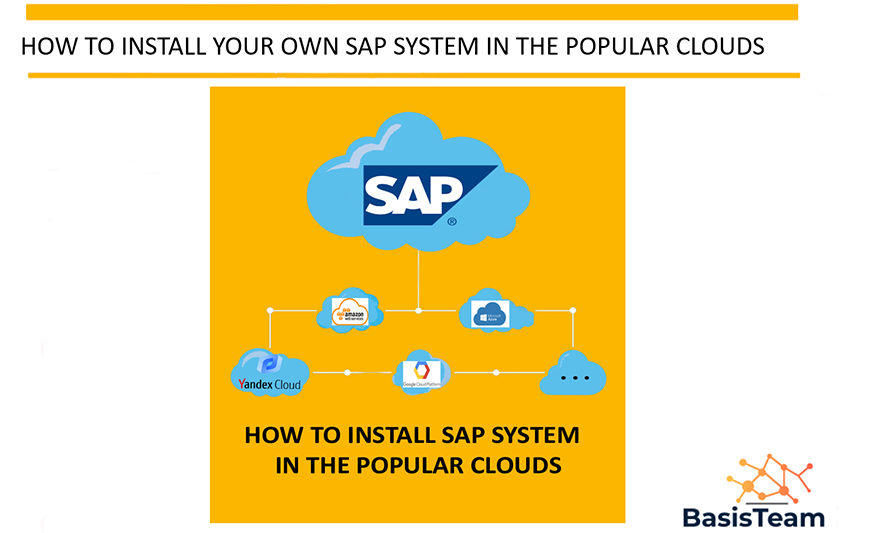 HOW TO INSTALL YOUR OWN SAP SYSTEM IN THE POPULAR CLOUDS
SAP
®
amazon
web services
Microsoft
Azure
Yandex Cloud
Google Cloud Platform
...
HOW TO INSTALL SAP SYSTEM
IN THE POPULAR CLOUDS
BasisTeam